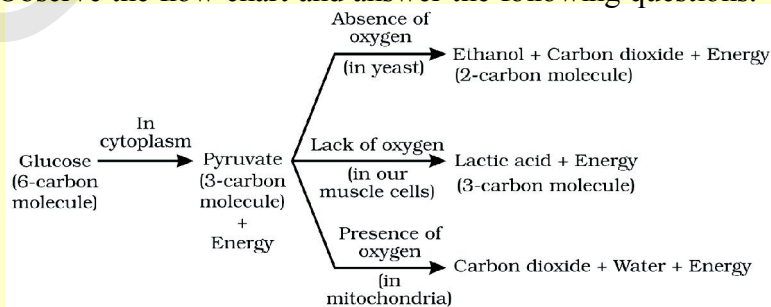 Observe the flow chart and answer the following questions.
Absence of
oxygen
(in yeast)
Ethanol + Carbon dioxide + Energy
(2-carbon molecule)
In
cytoplasm
Glucose
(6-carbon
molecule)
Pyruvate
(3-carbon
molecule)
+
Energy
Lack of oxygen
(in our
muscle cells)
Lactic acid + Energy
(3-carbon molecule)
Presence of
oxygen
(in
mitochondria)
Carbon dioxide + Water + Energy